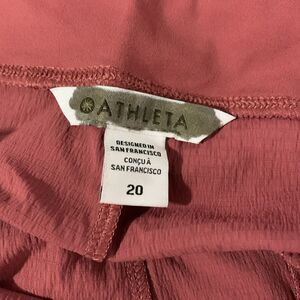 ATHLETA
DESIGNED IN
SAN FRANCISCO
CONÇU À
SAN FRANCISCO
20